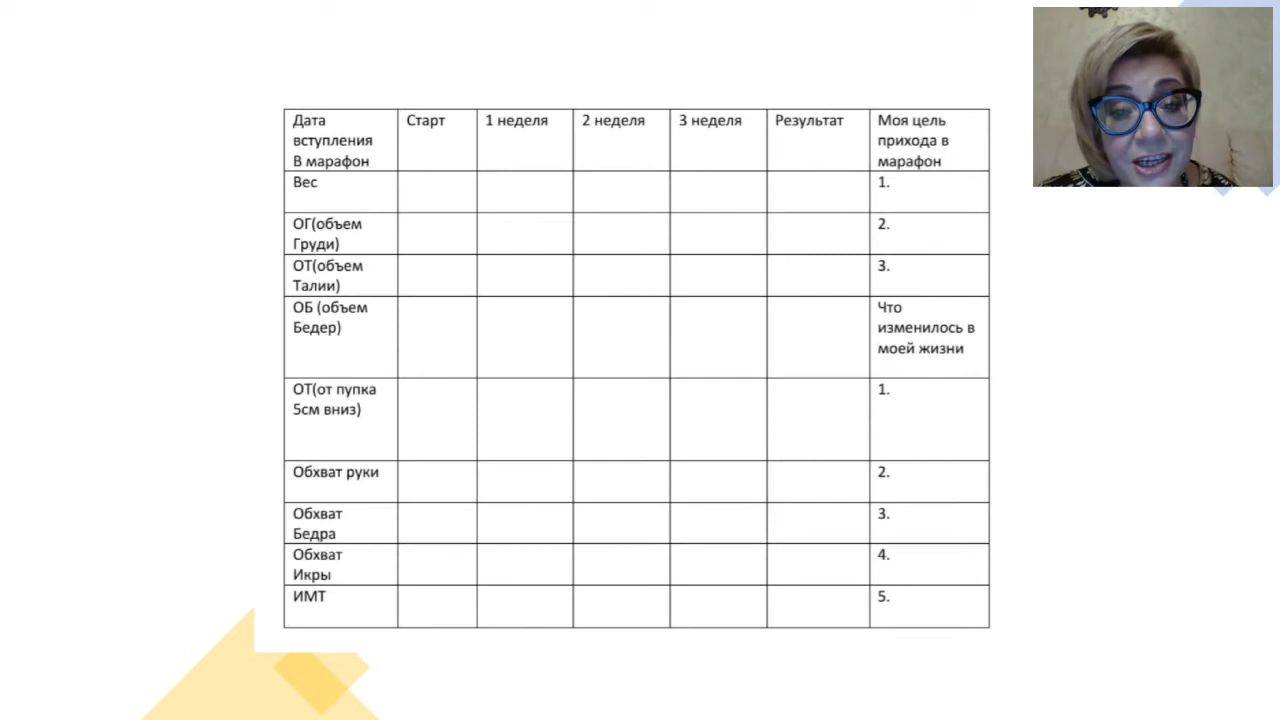 Дата
вступления
В марафон
Старт
1 неделя
2 неделя
3 неделя
Результат
Моя цель
прихода в
марафон
Вес
1.
ОГ(объем
Груди)
2.
ОТ(объем
Талии)
3.
ОБ (объем
Бедер)
Что
изменилось в
моей жизни
ОТ(от пупка
5см вниз)
1.
Обхват руки
2.
Обхват
Бедра
3.
Обхват
Икры
4.
ИМТ
5.